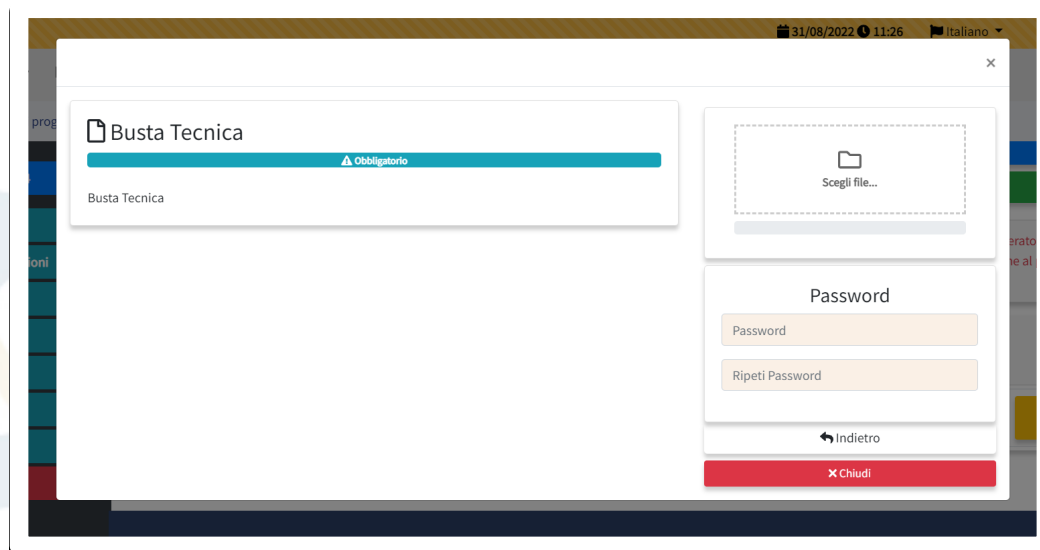 31/08/2022 11:26 Italiano
×
prog
Busta Tecnica
Obbligatorio
Busta Tecnica
Scegli file...
ioni
erato
ne al
Password
Password
Ripeti Password
Indietro
Chiudi